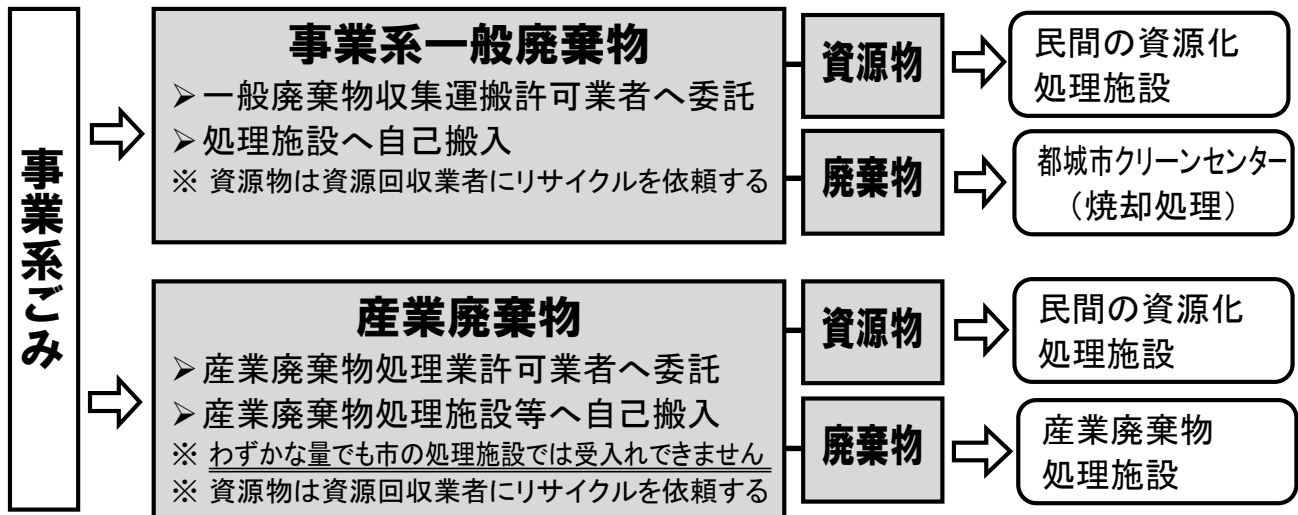 事業系ごみ
事業系一般廃棄物
➢一般廃棄物収集運搬許可業者へ委託
➢処理施設へ自己搬入
※ 資源物は資源回収業者にリサイクルを依頼する
資源物
民間の資源化
処理施設
廃棄物
都城市クリーンセンター
（焼却処理）
産業廃棄物
➢産業廃棄物処理業許可業者へ委託
➢産業廃棄物処理施設等へ自己搬入
※ わずかな量でも市の処理施設では受入れできません
※ 資源物は資源回収業者にリサイクルを依頼する
資源物
民間の資源化
処理施設
廃棄物
産業廃棄物
処理施設